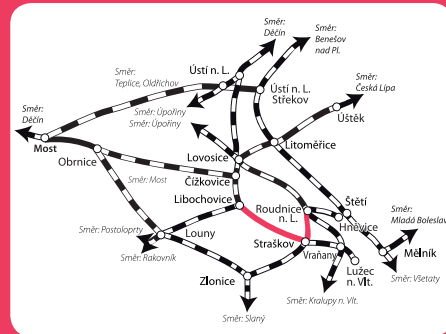 Směr:
Děčín
Směr:
Benešov
nad Pl.
Směr:
Teplice, Oldřichov
Ústí n. L.
Směr:
Česká Lípa
Směr:
Děčín
Směr: Úpořiny
Směr: Úpořiny
Ústí n. L.
Střekov
Úštěk
Most
Obrnice
Lovosice
Litoměřice
Směr: Most
Čížkovice
Libochovice
Roudnice
n. L.
Štětí
Hněvice
Směr:
Mladá Boleslav
Směr: Postoloprty
Louny
Straškov
Vraňany
Mělník
Směr: Rakovník
Zlonice
Lužec
n. Vlt.
Směr: Všetaty
Směr: Kralupy n. Vlt.
Směr: Slaný